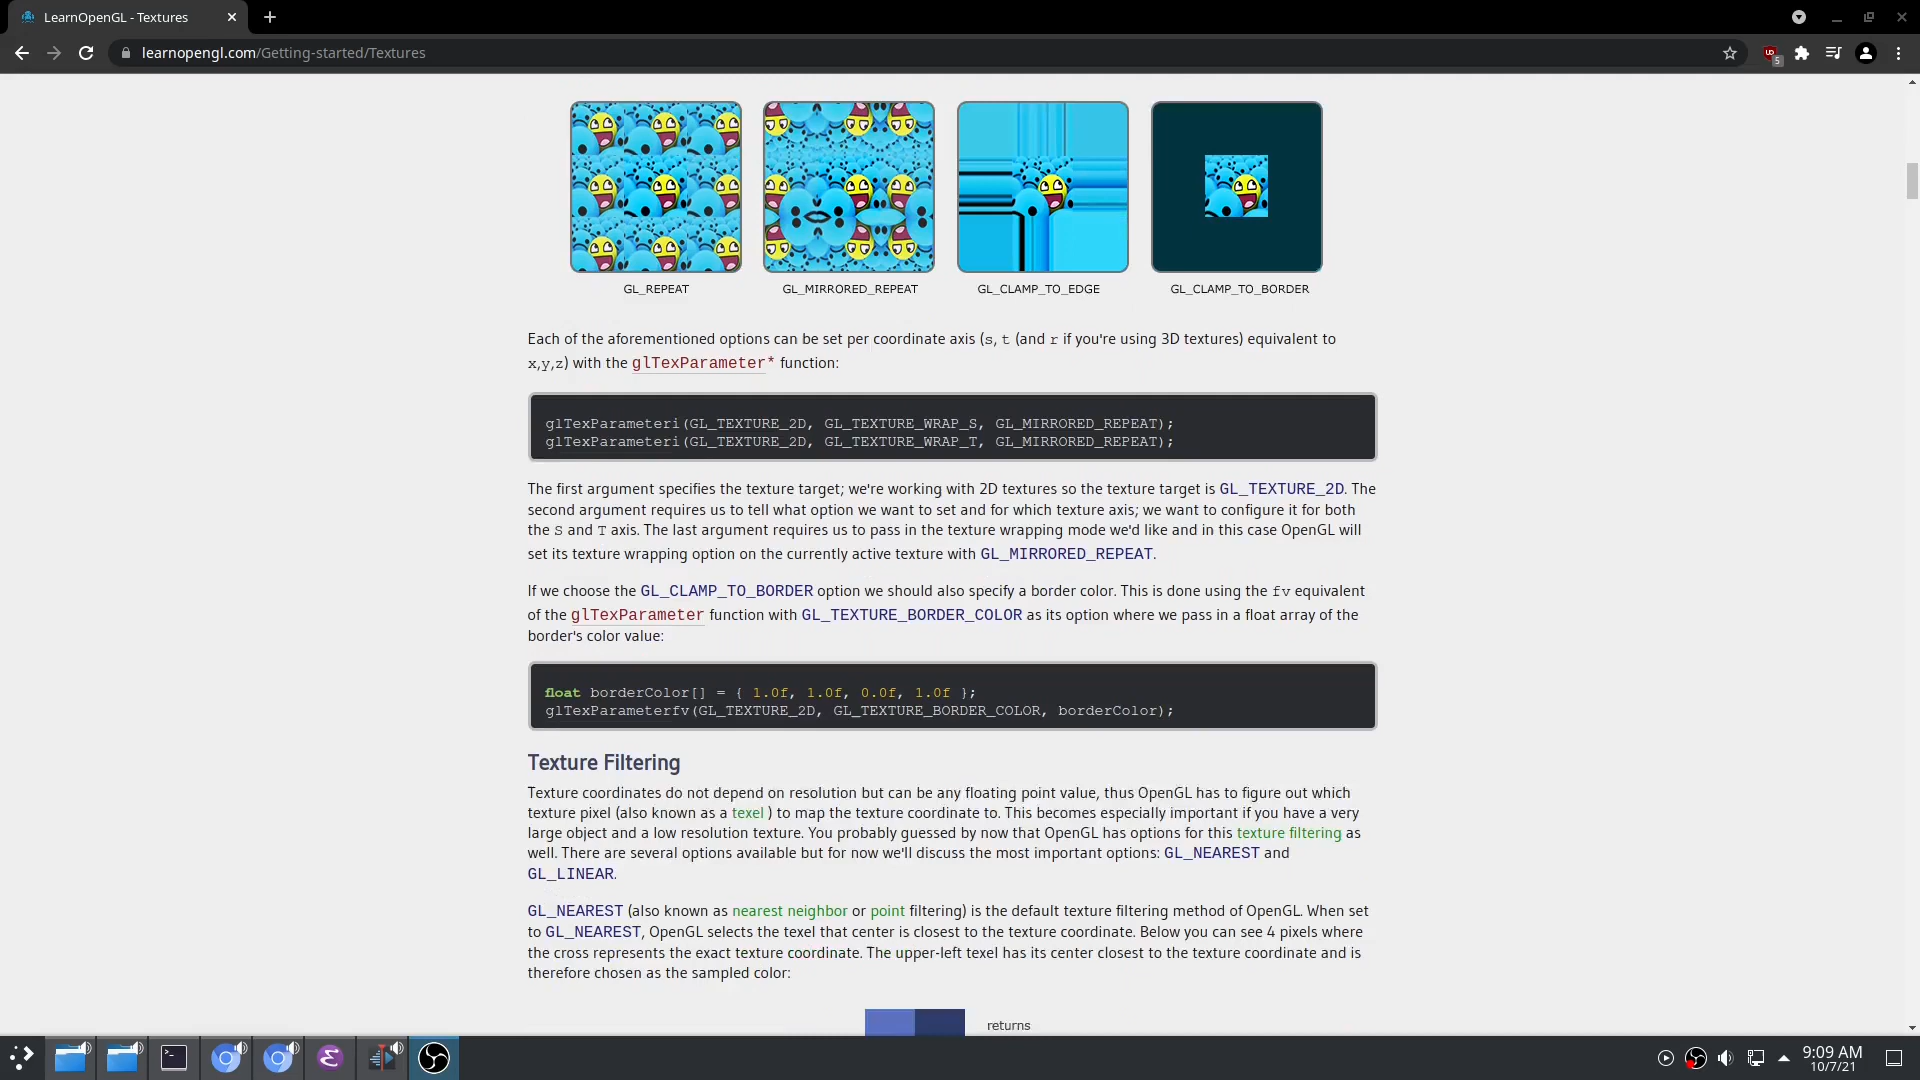 LearnOpenGL - Textures
learnopengl.com/Getting-started/Textures
5
GL_REPEAT
GL_MIRRORED_REPEAT
GL_CLAMP_TO_EDGE
GL_CLAMP_TO_BORDER
Each of the aforementioned options can be set per coordinate axis (s, t (and r if you're using 3D textures) equivalent to
x,y,z) with the glTexParameter* function:
glTexParameteri(GL_TEXTURE_2D, GL_TEXTURE_WRAP_S, GL_MIRRORED_REPEAT);
glTexParameteri(GL_TEXTURE_2D, GL_TEXTURE_WRAP_T, GL_MIRRORED_REPEAT);
The first argument specifies the texture target; we're working with 2D textures so the texture target is GL_TEXTURE_2D. The
second argument requires us to tell what option we want to set and for which texture axis; we want to configure it for both
the S and T axis. The last argument requires us to pass in the texture wrapping mode we'd like and in this case OpenGL will
set its texture wrapping option on the currently active texture with GL_MIRRORED_REPEAT.
If we choose the GL_CLAMP_TO_BORDER option we should also specify a border color. This is done using the fv equivalent
of the glTexParameter function with GL_TEXTURE_BORDER_COLOR as its option where we pass in a float array of the
border's color value:
float borderColor[] = { 1.0f, 1.0f, 0.0f, 1.0f };
glTexParameterfv(GL_TEXTURE_2D, GL_TEXTURE_BORDER_COLOR, borderColor);
Texture Filtering
Texture coordinates do not depend on resolution but can be any floating point value, thus OpenGL has to figure out which
texture pixel (also known as a texel ) to map the texture coordinate to. This becomes especially important if you have a very
large object and a low resolution texture. You probably guessed by now that OpenGL has options for this texture filtering as
well. There are several options available but for now we'll discuss the most important options: GL_NEAREST and
GL_LINEAR.
GL_NEAREST (also known as nearest neighbor or point filtering) is the default texture filtering method of OpenGL. When set
to GL_NEAREST, OpenGL selects the texel that center is closest to the texture coordinate. Below you can see 4 pixels where
the cross represents the exact texture coordinate. The upper-left texel has its center closest to the texture coordinate and is
therefore chosen as the sampled color:
returns
9:09 AM
10/7/21